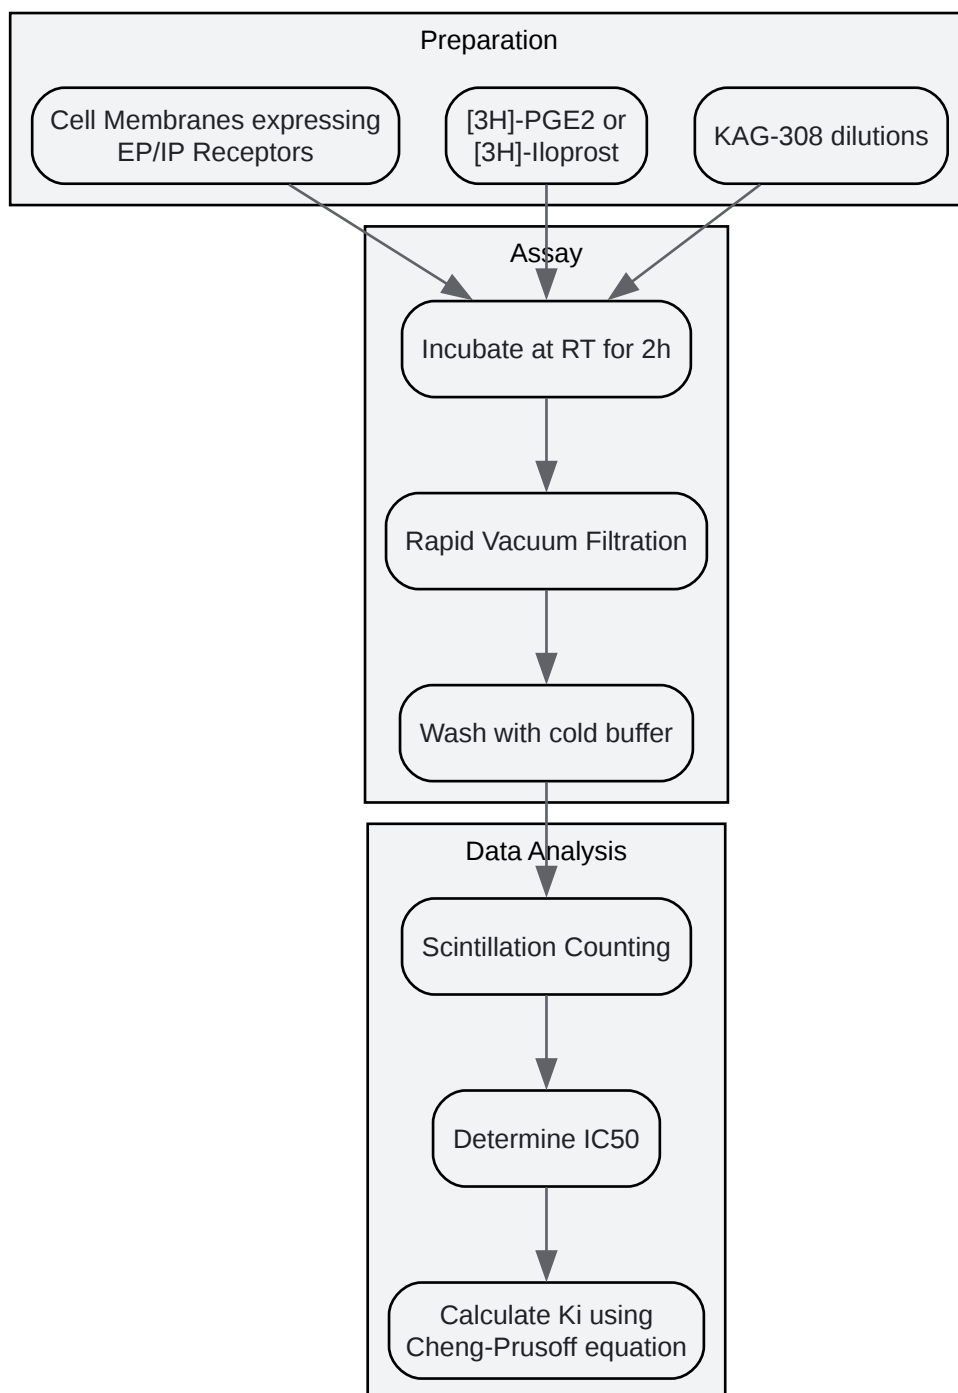 Preparation
Cell Membranes expressing
EP/IP Receptors
[3H]-PGE2 or
[3H]-Iloprost
KAG-308 dilutions
Assay
Incubate at RT for 2h
Rapid Vacuum Filtration
Wash with cold buffer
Data Analysis
Scintillation Counting
Determine IC50
Calculate Ki using
Cheng-Prusoff equation